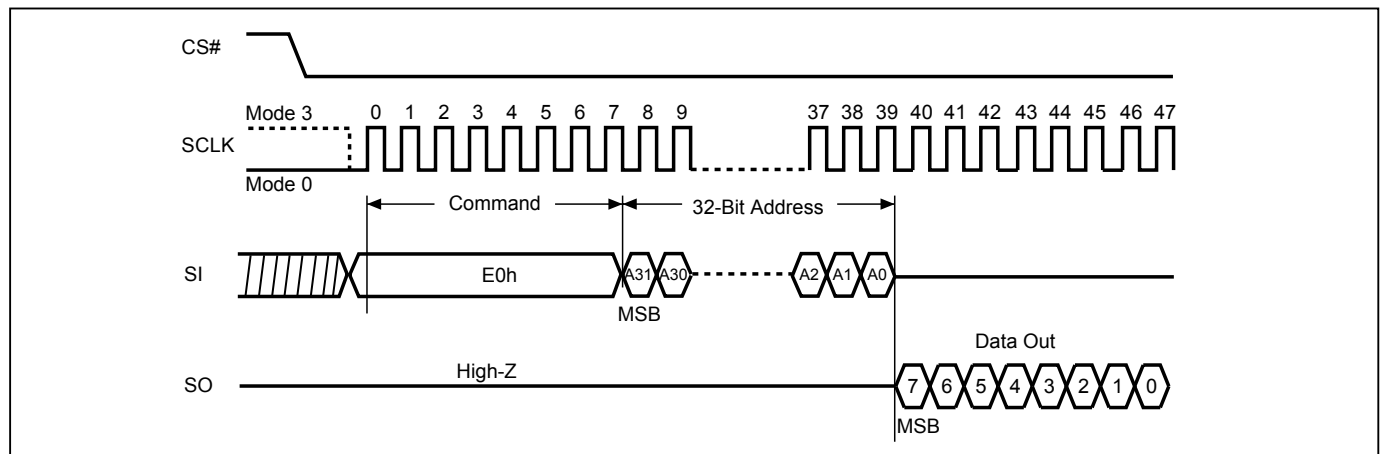 CS#
Mode 3 0 1 2 3 4 5 6 7 8 9 37 38 39 40 41 42 43 44 45 46 47
SCLK
Mode 0
Command 32-Bit Address
SI E0h A31 A30 A2 A1 A0
MSB
Data Out
High-Z
SO 7 6 5 4 3 2 1 0
MSB